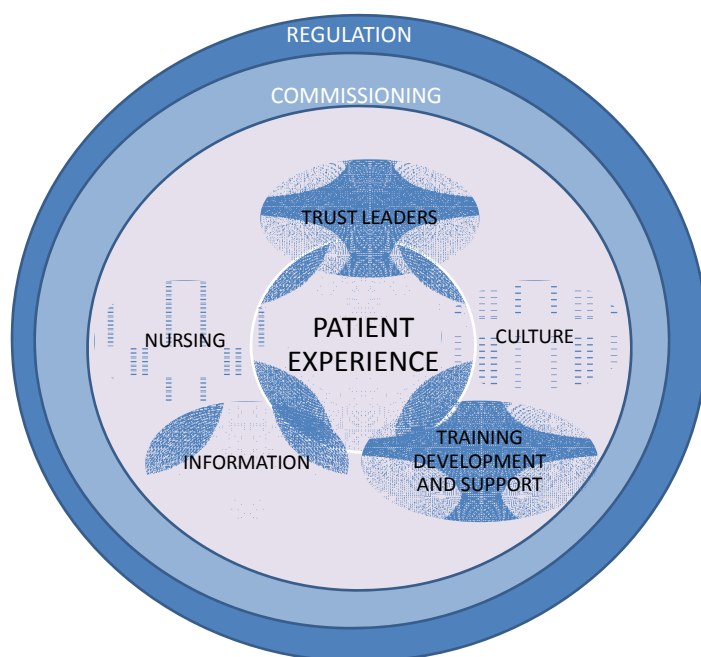 REGULATION
COMMISSIONING
TRUST LEADERS
NURSING
PATIENT
EXPERIENCE
CULTURE
INFORMATION
TRAINING
DEVELOPMENT
AND SUPPORT